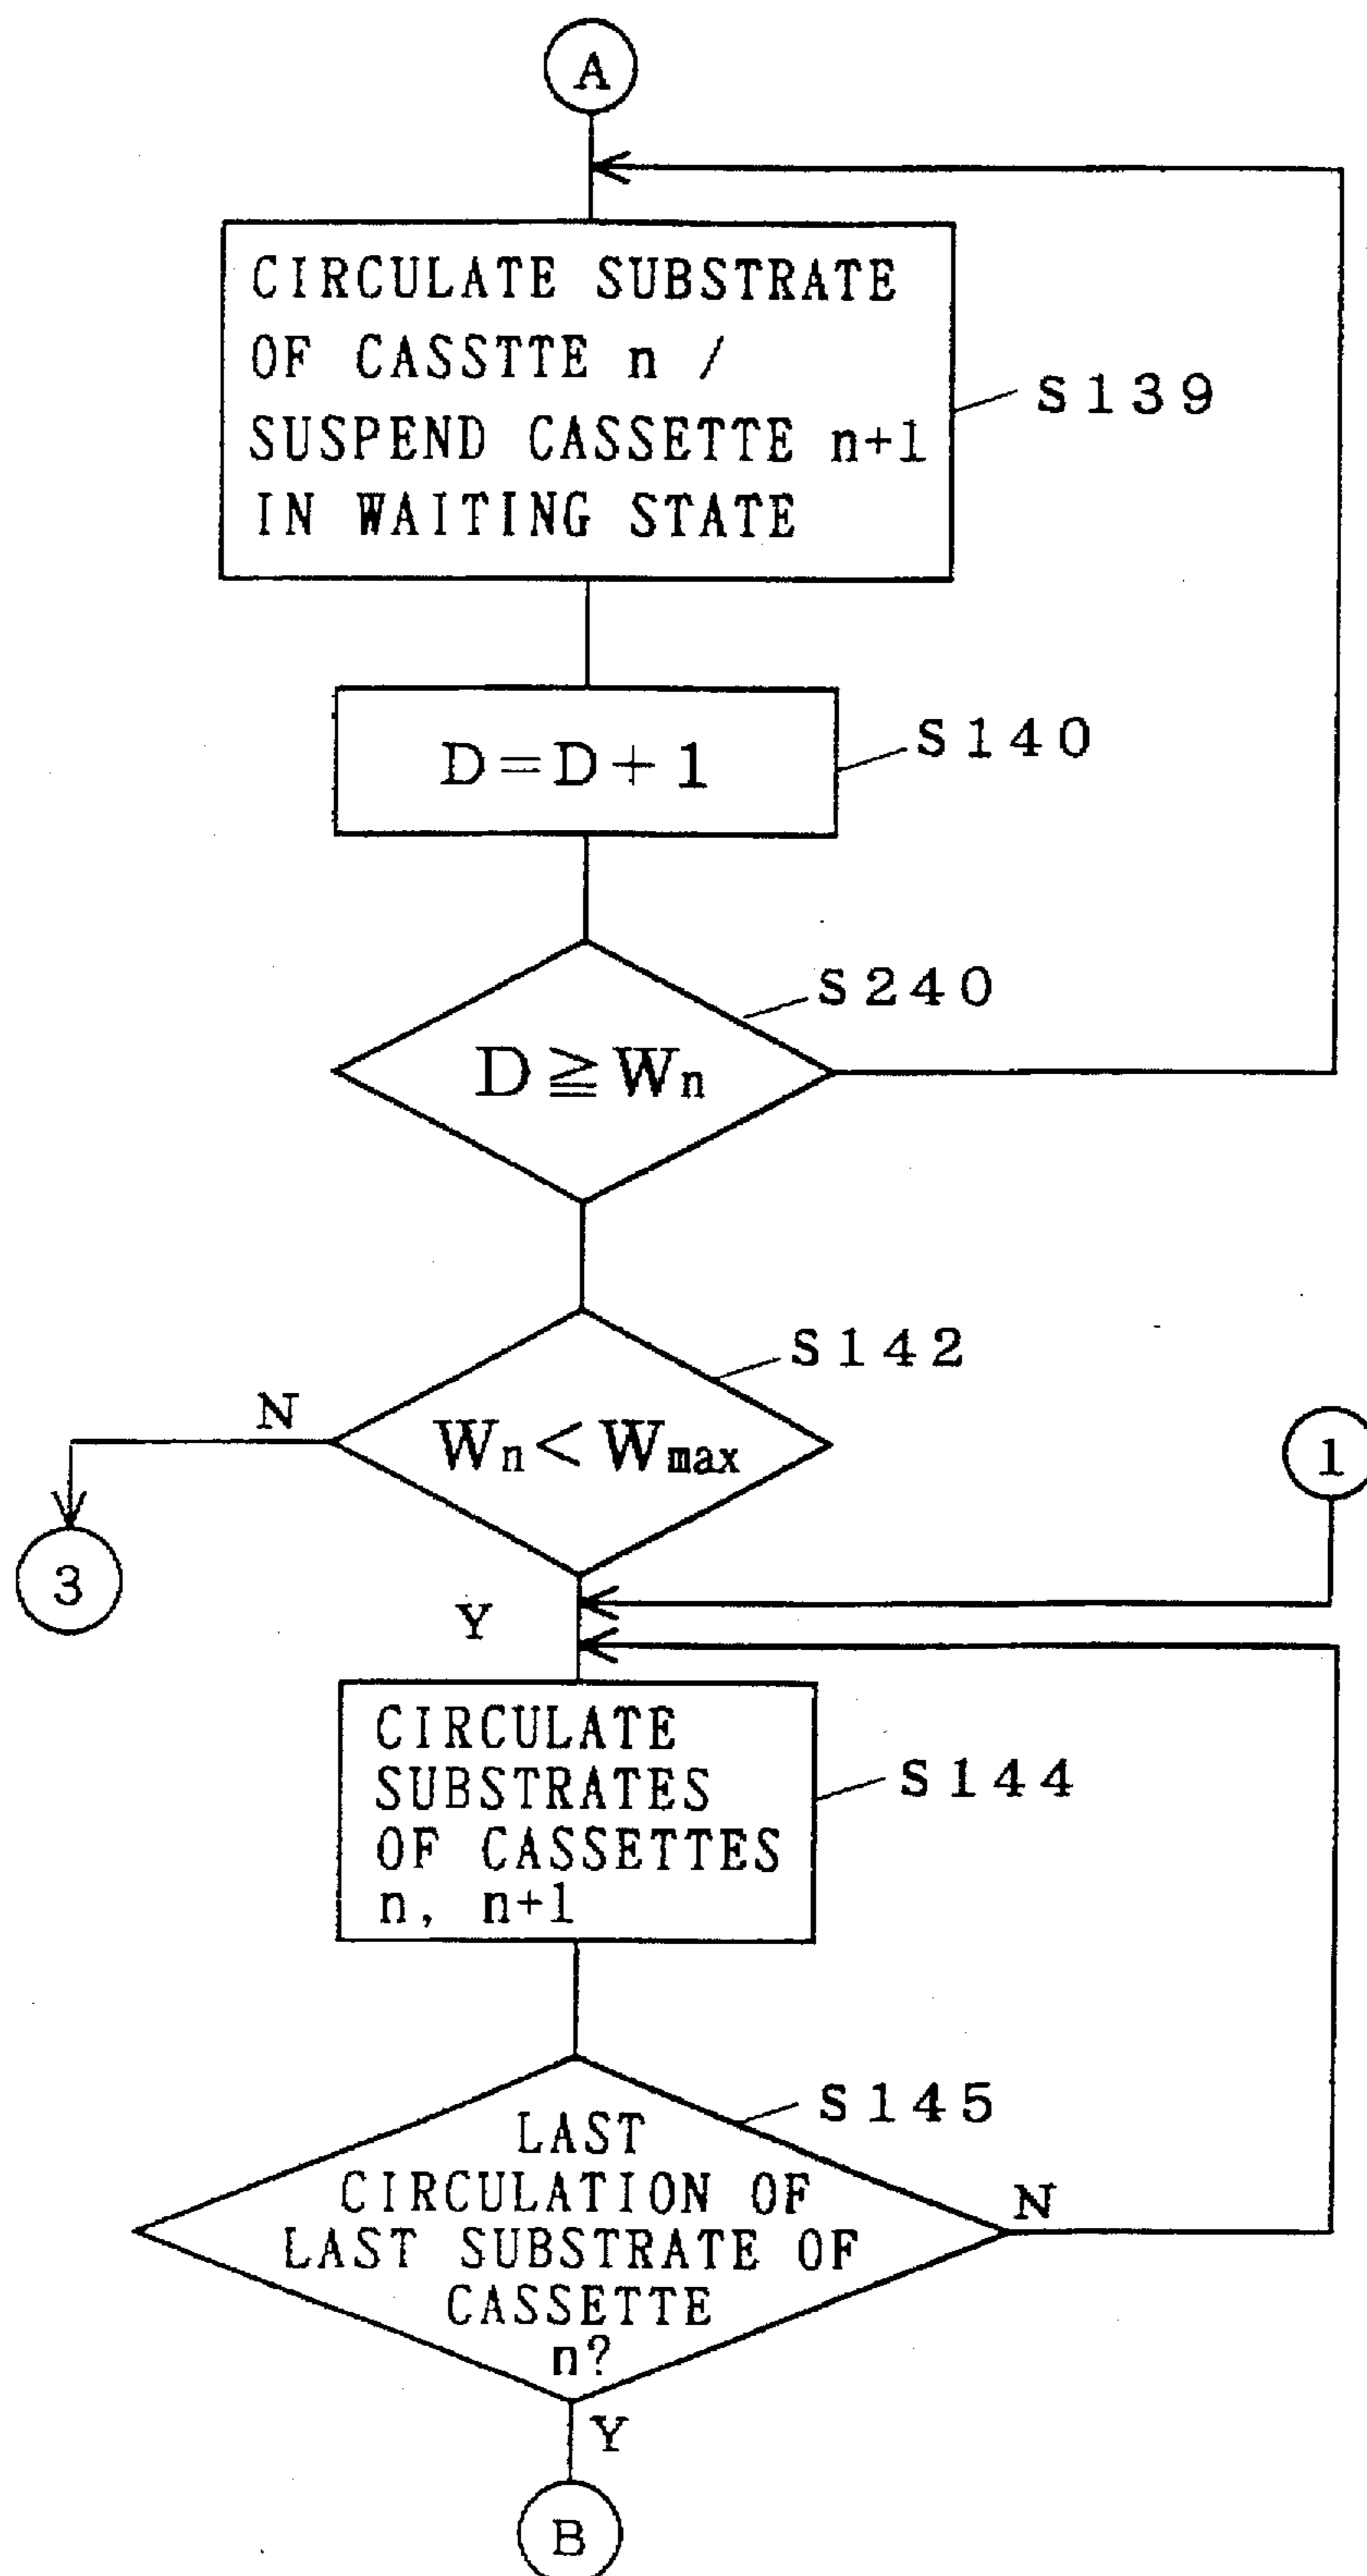 A
CIRCULATE SUBSTRATE
OF CASSTTE n /
SUSPEND CASSETTE n+1
IN WAITING STATE
S139
D=D+1
S140
S240
D≧Wn
S142
N
Wn<Wmax
1
3
Y
CIRCULATE
SUBSTRATES
OF CASSETTES
n, n+1
S144
S145
LAST
CIRCULATION OF
LAST SUBSTRATE OF
CASSETTE
n?
N
Y
B